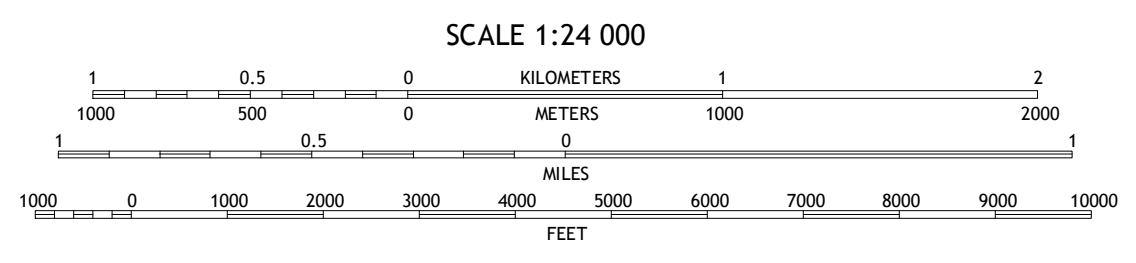 SCALE 1:24 000
1 0.5 0 KILOMETERS 1 2
1000 500 0 METERS 1000 2000
1 0.5 0 1
MILES
1000 0 1000 2000 3000 4000 5000 6000 7000 8000 9000 10000
FEET